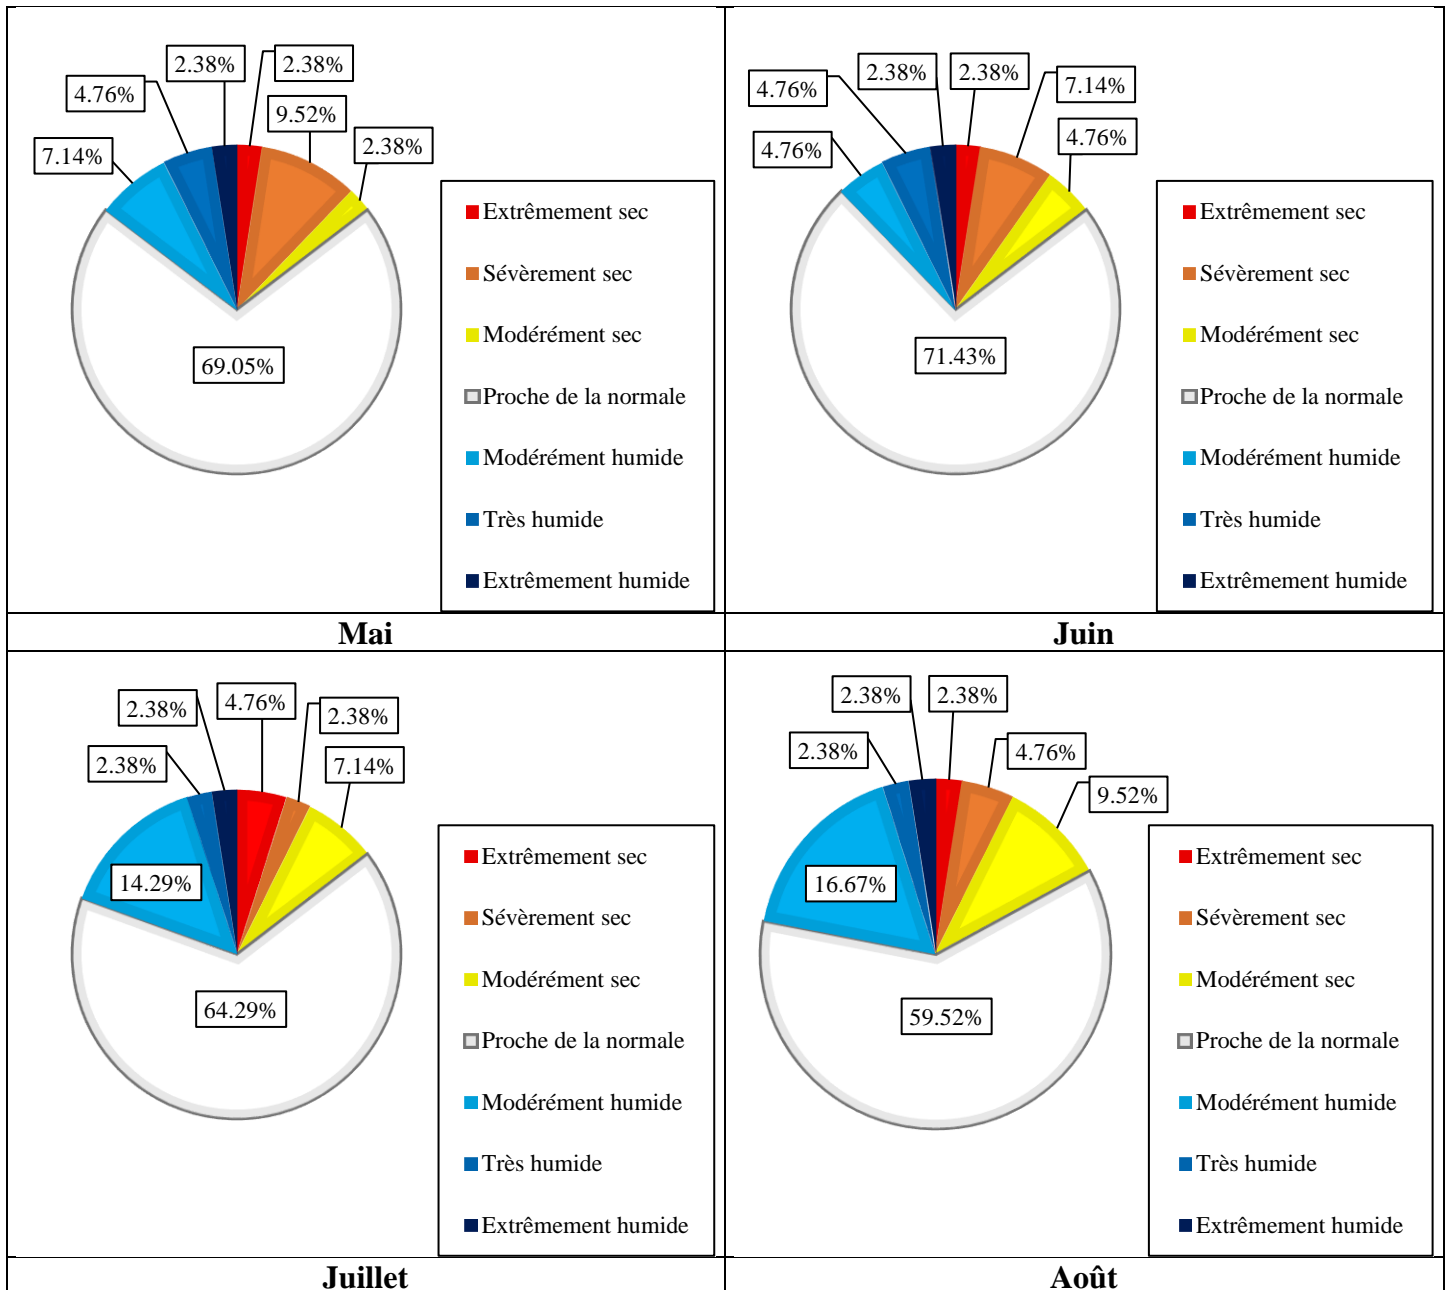 2.38%
2.38%
4.76%
9.52%
7.14%
2.38%
69.05%
Extrêmement sec
Sévèrement sec
Modérément sec
Proche de la normale
Modérément humide
Très humide
Extrêmement humide
Mai
2.38%
2.38%
4.76%
7.14%
4.76%
4.76%
71.43%
Extrêmement sec
Sévèrement sec
Modérément sec
Proche de la normale
Modérément humide
Très humide
Extrêmement humide
Juin
2.38%
4.76%
2.38%
2.38%
7.14%
14.29%
64.29%
Extrêmement sec
Sévèrement sec
Modérément sec
Proche de la normale
Modérément humide
Très humide
Extrêmement humide
Juillet
2.38%
2.38%
2.38%
4.76%
9.52%
16.67%
59.52%
Extrêmement sec
Sévèrement sec
Modérément sec
Proche de la normale
Modérément humide
Très humide
Extrêmement humide
Août